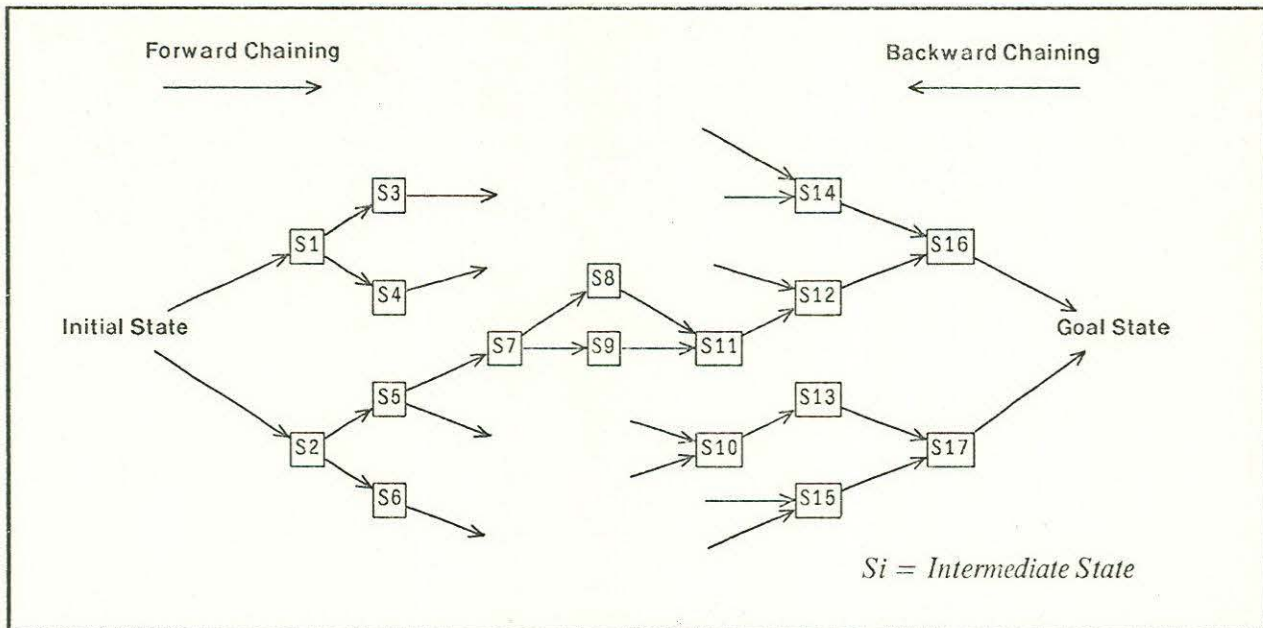 Forward Chaining
Backward Chaining
S3
S14
S1
S16
S4
S8
S12
Initial State
Goal State
S7
S9
S11
S5
S13
S2
S10
S17
S6
S15
Si = Intermediate State